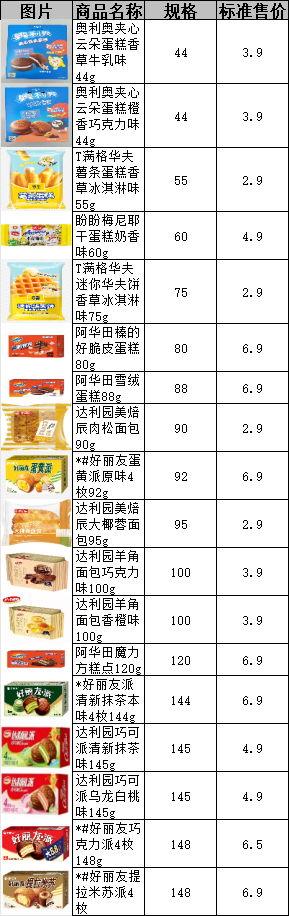 图片 商品名称 规格 标准售价
奥利奥夹心
云朵蛋糕香
草牛乳味
44g
44 3.9
奥利奥夹心
云朵蛋糕橙
香巧克力味
44g
44 3.9
T满格华夫
薯条蛋糕香
草冰淇淋味
55g
55 2.9
盼盼梅尼耶
干蛋糕奶香
味60g
60 4.9
T满格华夫
迷你华夫饼
香草冰淇淋
味75g
75 2.9
阿华田榛的
好脆皮蛋糕
80g
80 6.9
阿华田雪绒
蛋糕88g
88 6.9
达利园美焙
辰肉松面包
90g
90 2.9
*#好丽友蛋
黄派原味4
枚92g
92 6.9
达利园美焙
辰大椰蓉面
包95g
95 2.9
达利园羊角
面包巧克力
味100g
100 3.9
达利园羊角
面包香橙味
100g
100 3.9
阿华田魔力
方糕点120g
120 6.9
*#好丽友派
清新抹茶本
味4枚144g
144 6.9
达利园巧可
派清新抹茶
味145g
145 4.9
达利园巧可
派乌龙白桃
味145g
145 4.9
*#好丽友巧
克力派4枚
148g
148 6.5
*#好丽友提
拉米苏派4
枚
148 6.9